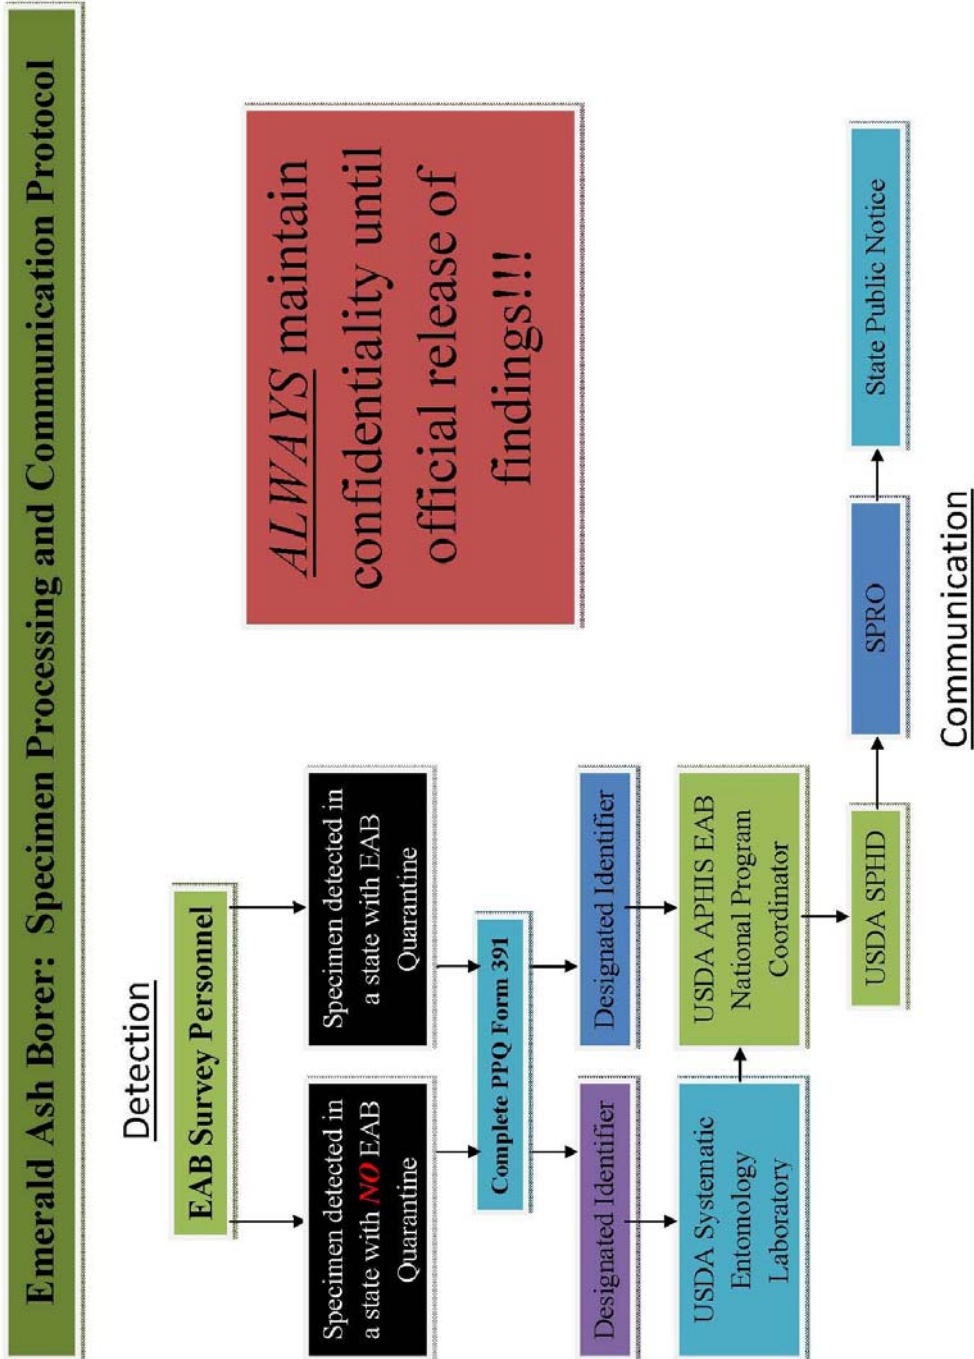 Emerald Ash Borer:  Specimen Processing and Communication Protocol
Detection
EAB Survey Personnel
Specimen detected in
a state with NO EAB
Quarantine
Specimen detected in
a state with EAB
Quarantine
Complete PPQ Form 391
Designated Identifier
Designated Identifier
USDA Systematic
Entomology
Laboratory
USDA APHIS EAB
National Program
Coordinator
USDA SPHD
SPRO
State Public Notice
Communication
ALWAYS maintain
confidentiality until
official release of
findings!!!